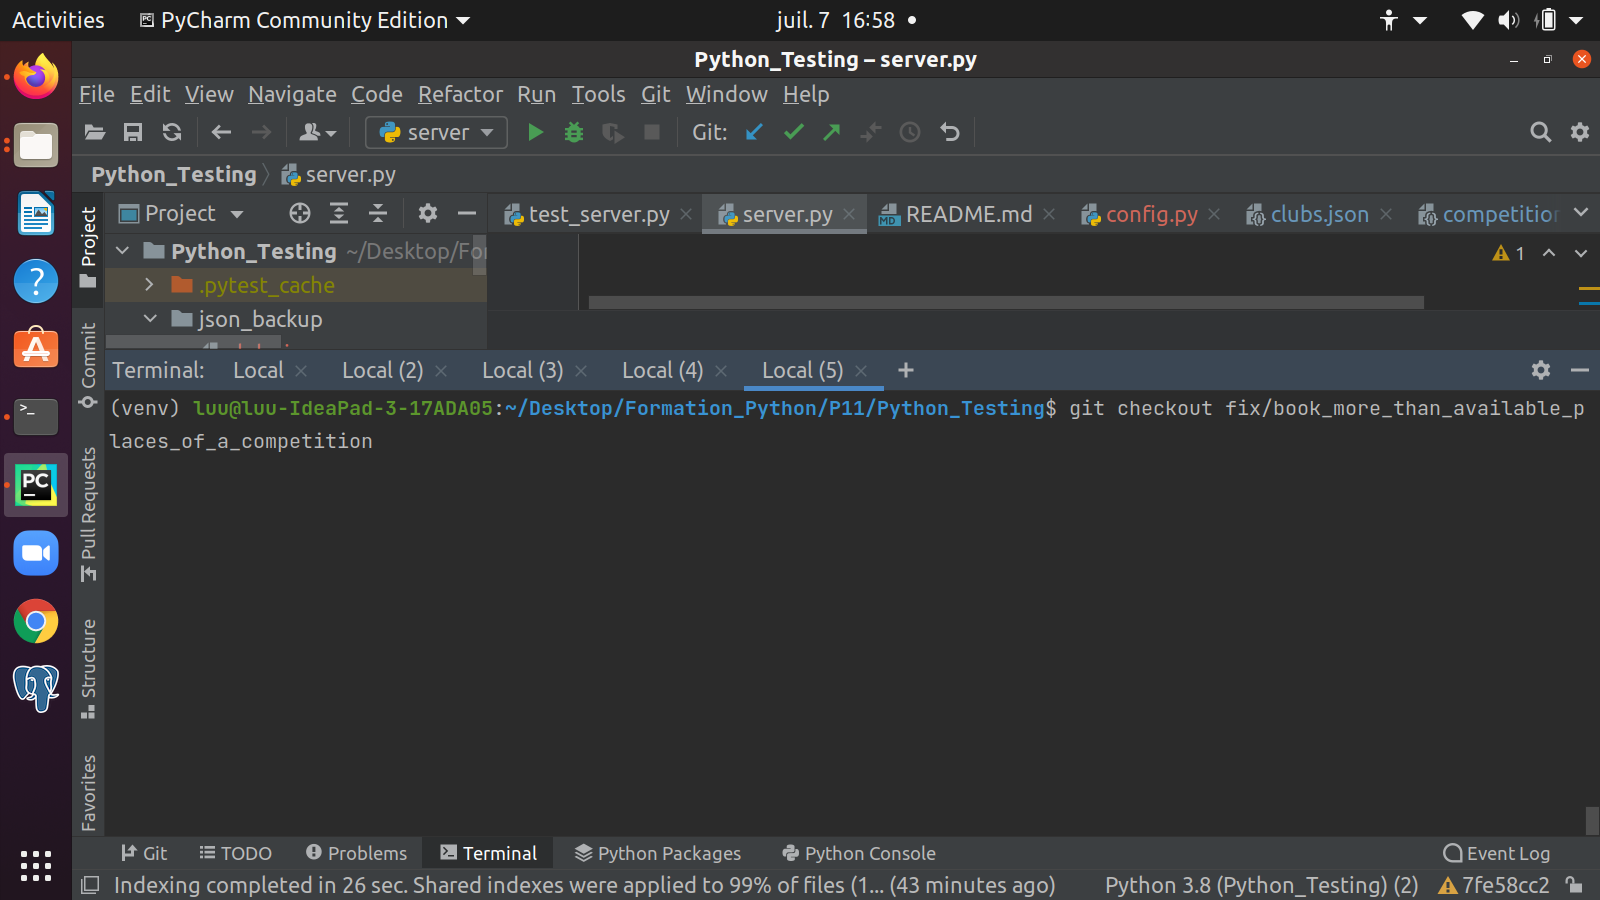 Activities PyCharm Community Edition juil. 7 16:58
Python_Testing – server.py
File Edit View Navigate Code Refactor Run Tools Git Window Help
server Git:
Python_Testing server.py
Project test_server.py server.py README.md config.py clubs.json competition
Python_Testing ~/Desktop/For 1
.pytest_cache
json_backup
Terminal: Local Local (2) Local (3) Local (4) Local (5) +
(venv) luu@luu-IdeaPad-3-17ADA05:~/Desktop/Formation_Python/P11/Python_Testing$ git checkout fix/book_more_than_available_p
laces_of_a_competition
Project
Commit
Pull Requests
Structure
Favorites
Git TODO Problems Terminal Python Packages Python Console Event Log
Indexing completed in 26 sec. Shared indexes were applied to 99% of files (1... (43 minutes ago) Python 3.8 (Python_Testing) (2) 7fe58cc2